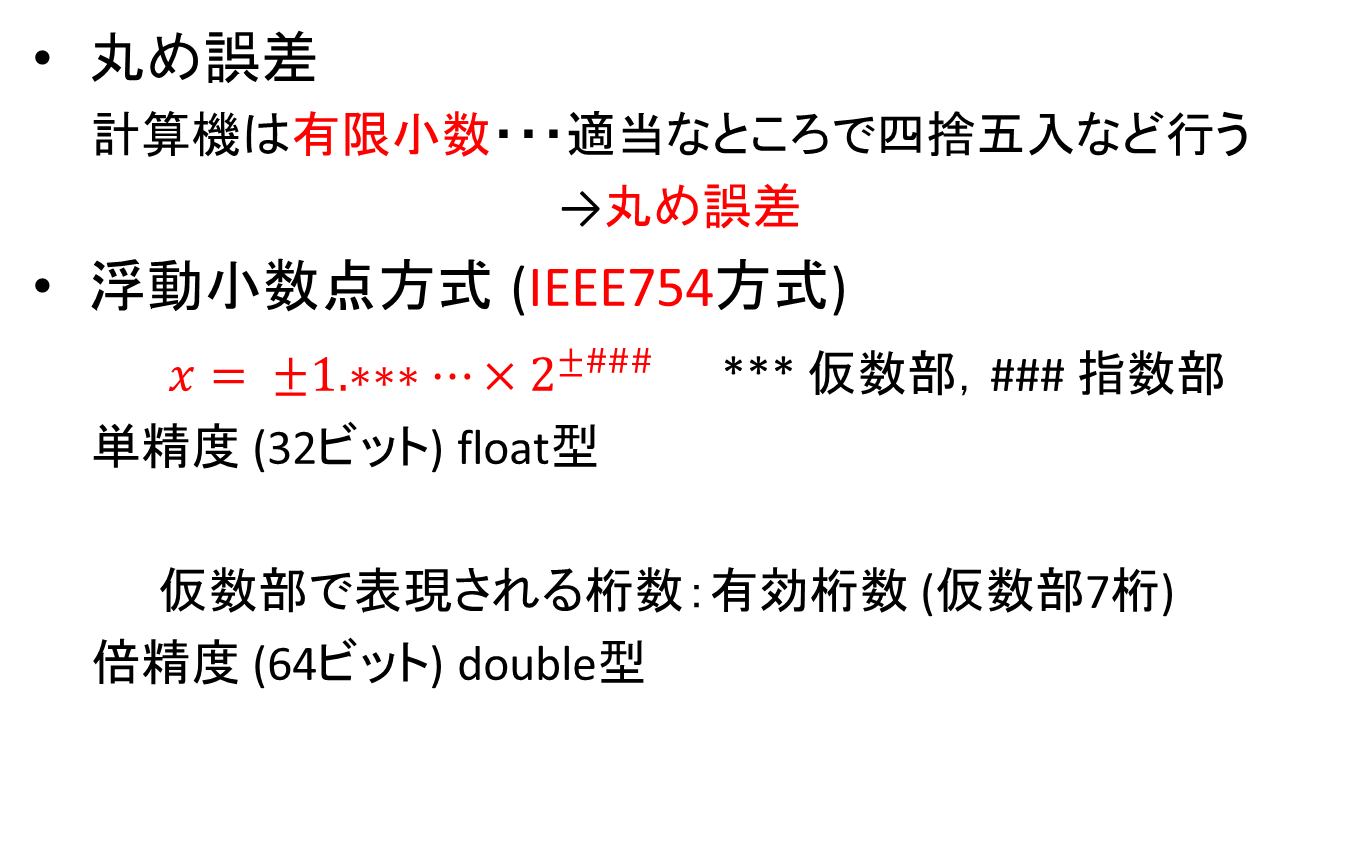 • 丸め誤差
計算機は有限小数・・・適当なところで四捨五入など行う
→丸め誤差
• 浮動小数点方式 (IEEE754方式)
x = ±1.*** ⋯ × 2^±### *** 仮数部, ### 指数部
単精度 (32ビット) float型
仮数部で表現される桁数:有効桁数 (仮数部7桁)
倍精度 (64ビット) double型